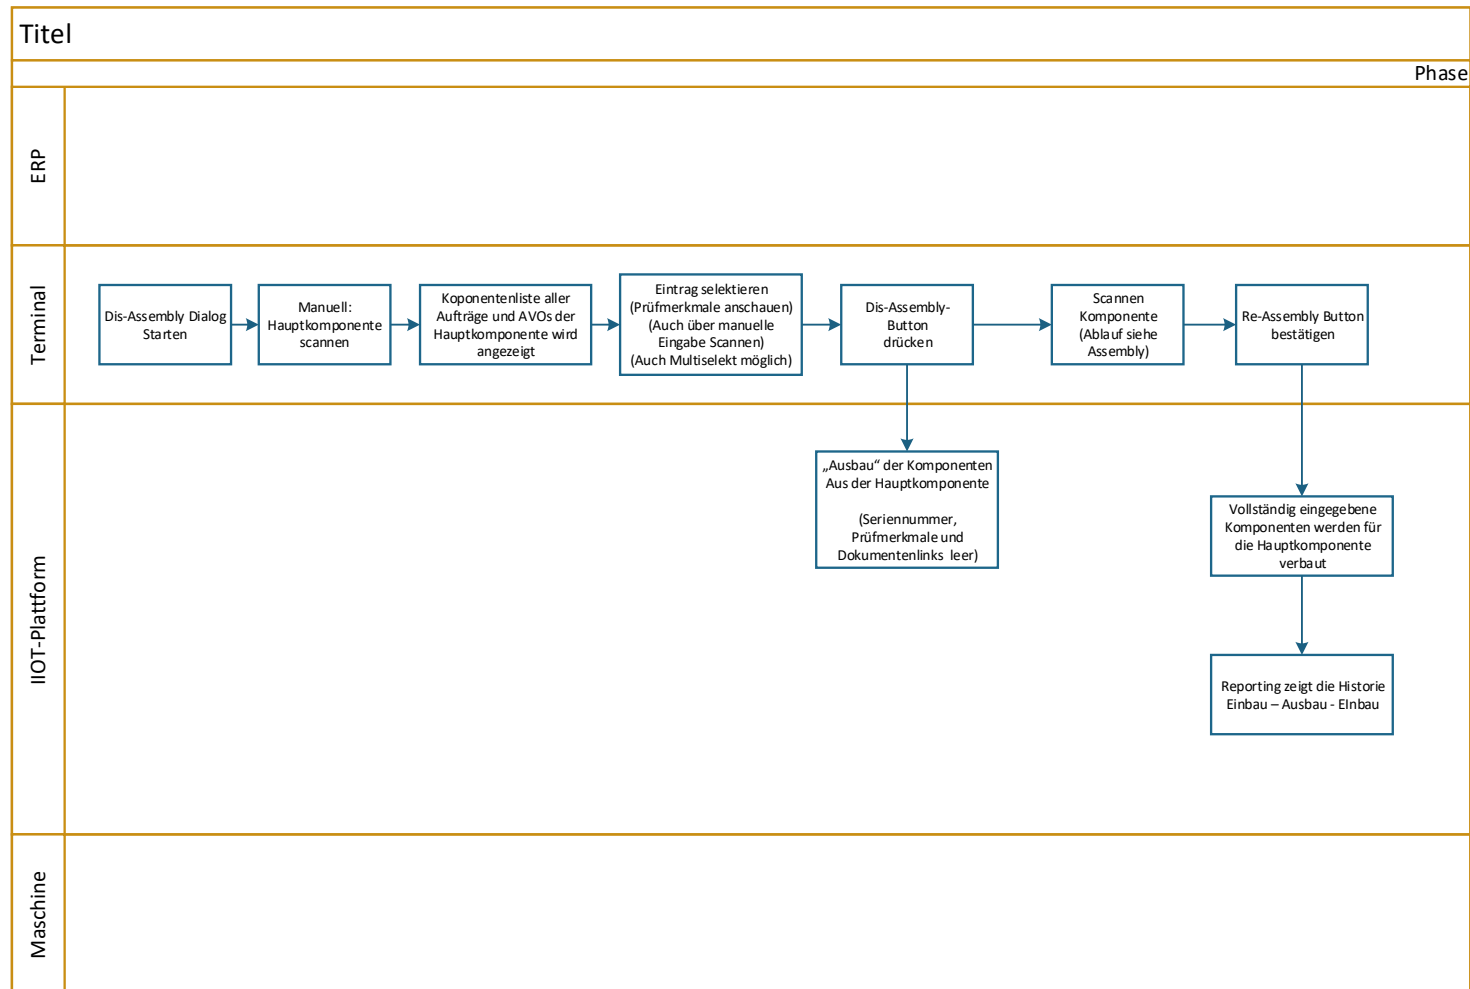 Titel
Phase
ERP
Terminal
Dis-Assembly Dialog
Starten
Manuell:
Hauptkomponente
scannen
Koponentenliste aller
Aufträge und AVOs der
Hauptkomponente wird
angezeigt
Eintrag selektieren
(Prüfmerkmale anschauen)
(Auch über manuelle
Eingabe Scannen)
(Auch Multiselekt möglich)
Dis-Assembly-
Button
drücken
Scannen
Komponente
(Ablauf siehe
Assembly)
Re-Assembly Button
bestätigen
IIOT-Plattform
„Ausbau“ der Komponenten
Aus der Hauptkomponente
(Seriennummer,
Prüfmerkmale und
Dokumentenlinks leer)
Vollständig eingegebene
Komponenten werden für
die Hauptkomponente
verbaut
Reporting zeigt die Historie
Einbau – Ausbau - EInbau
Maschine